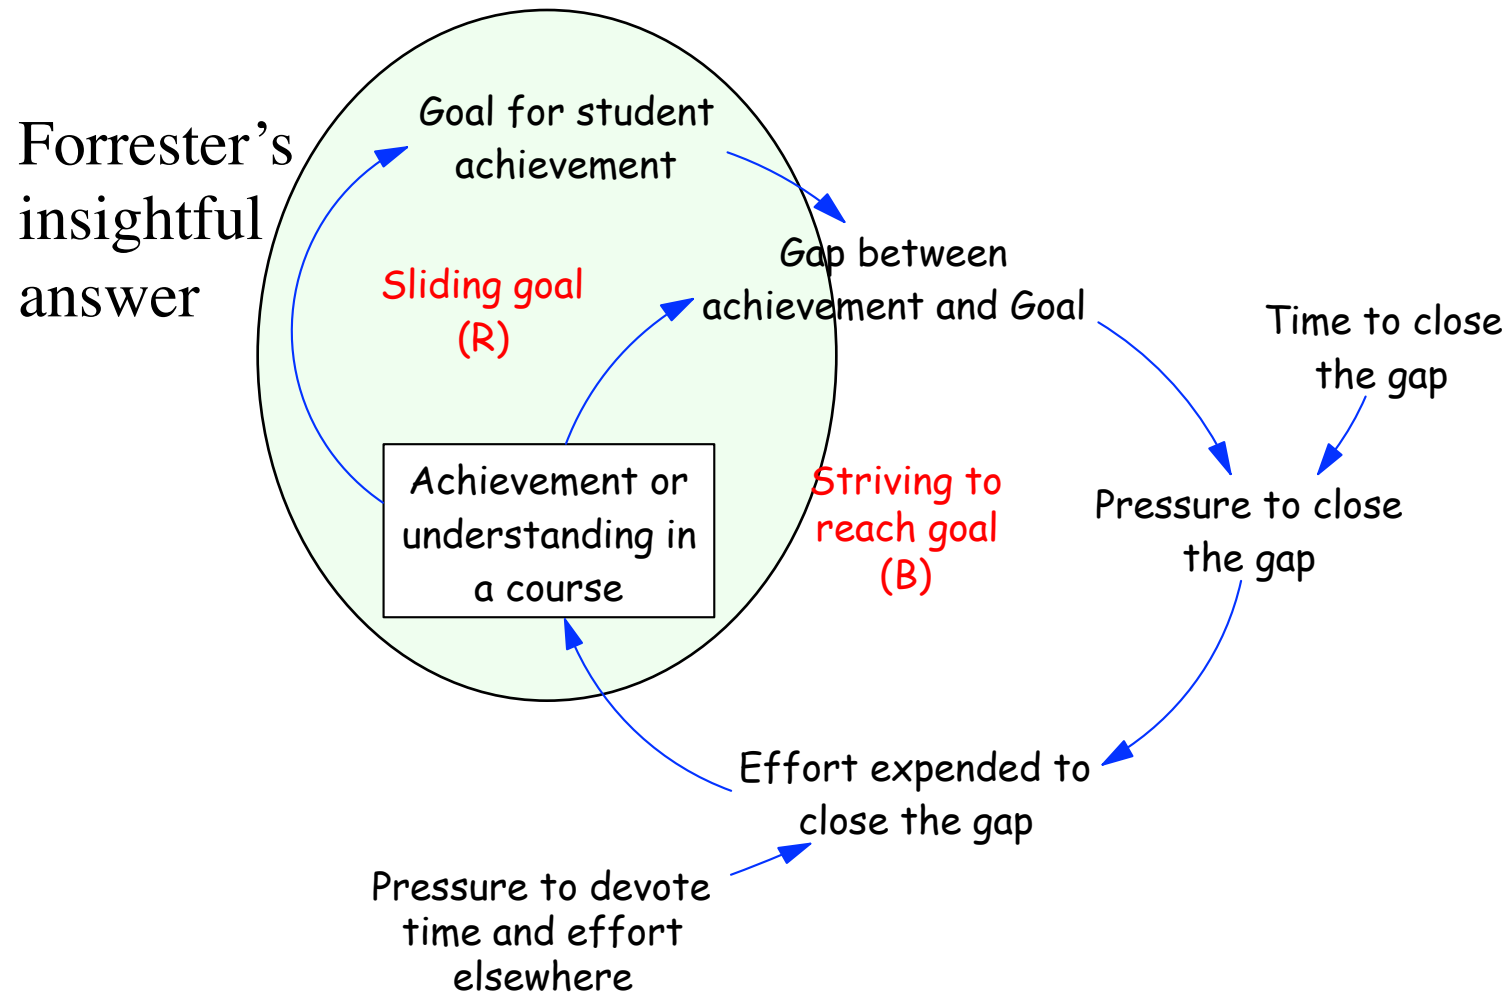 Forrester’s
insightful
answer
Goal for student
achievement
Sliding goal
(R)
Gap between
achievement and Goal
Time to close
the gap
Achievement or
understanding in
a course
Striving to
reach goal
(B)
Pressure to close
the gap
Effort expended to
close the gap
Pressure to devote
time and effort
elsewhere